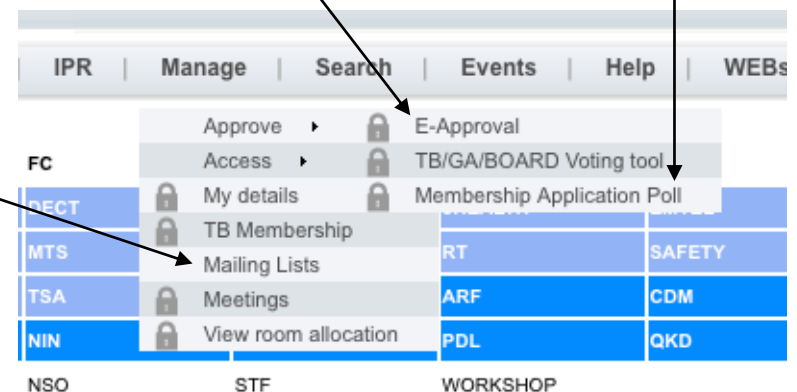 IPR | Manage | Search | Events | Help | WEBs
Approve E-Approval
FC Access TB/GA/BOARD Voting tool
DECT My details Membership Application Poll
TB Membership
MTS Mailing Lists RT SAFETY
TSA Meetings ARF CDM
NIN View room allocation PDL QKD
NSO STF WORKSHOP